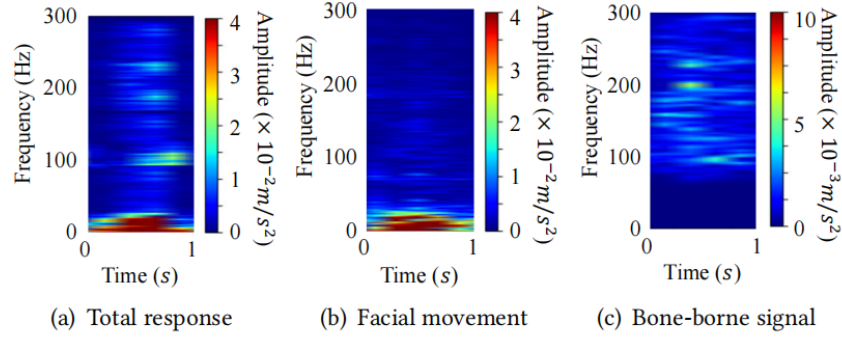 300
200
100
0
Frequency (Hz)
0
1
Time (s)
4
3
2
1
0
Amplitude (× 10⁻² m/s²)
(a) Total response
300
200
100
0
Frequency (Hz)
0
1
Time (s)
4
3
2
1
0
Amplitude (× 10⁻² m/s²)
(b) Facial movement
300
200
100
0
Frequency (Hz)
0
1
Time (s)
10
5
0
Amplitude (× 10⁻³ m/s²)
(c) Bone-borne signal